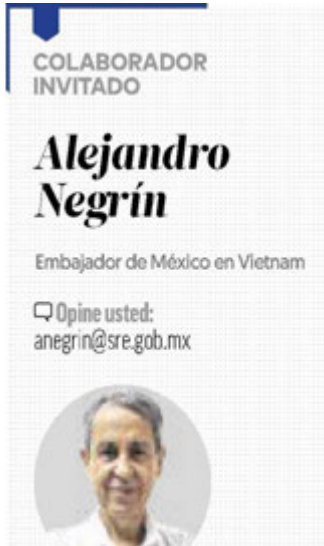 COLABORADOR
INVITADO
Alejandro
Negrín
Embajador de México en Vietnam
Opine usted:
anegrin@sre.gob.mx